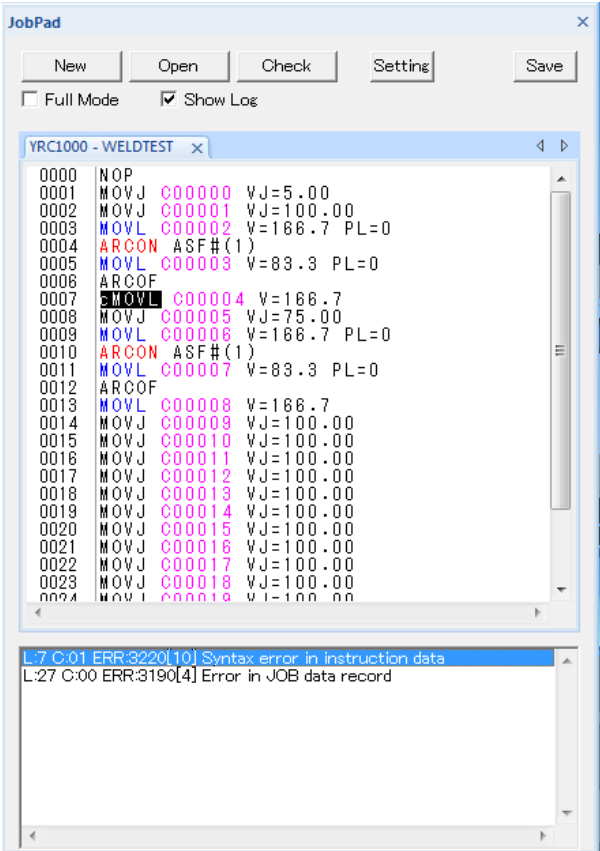 JobPad
New Open Check Setting Save
Full Mode Show Log
YRC1000 - WELDTEST
0000 NOP
0001 MOVJ C00000 VJ=5.00
0002 MOVJ C00001 VJ=100.00
0003 MOVL C00002 V=166.7 PL=0
0004 ARCON ASF#(1)
0005 MOVL C00003 V=83.3 PL=0
0006 ARCOF
0007 cMOVL C00004 V=166.7
0008 MOVJ C00005 VJ=75.00
0009 MOVL C00006 V=166.7 PL=0
0010 ARCON ASF#(1)
0011 MOVL C00007 V=83.3 PL=0
0012 ARCOF
0013 MOVL C00008 V=166.7
0014 MOVJ C00009 VJ=100.00
0015 MOVJ C00010 VJ=100.00
0016 MOVJ C00011 VJ=100.00
0017 MOVJ C00012 VJ=100.00
0018 MOVJ C00013 VJ=100.00
0019 MOVJ C00014 VJ=100.00
0020 MOVJ C00015 VJ=100.00
0021 MOVJ C00016 VJ=100.00
0022 MOVJ C00017 VJ=100.00
0023 MOVJ C00018 VJ=100.00
0024 MOVJ C00019 VJ=100.00
L:7 C:01 ERR:3220[10] Syntax error in instruction data
L:27 C:00 ERR:3190[4] Error in JOB data record